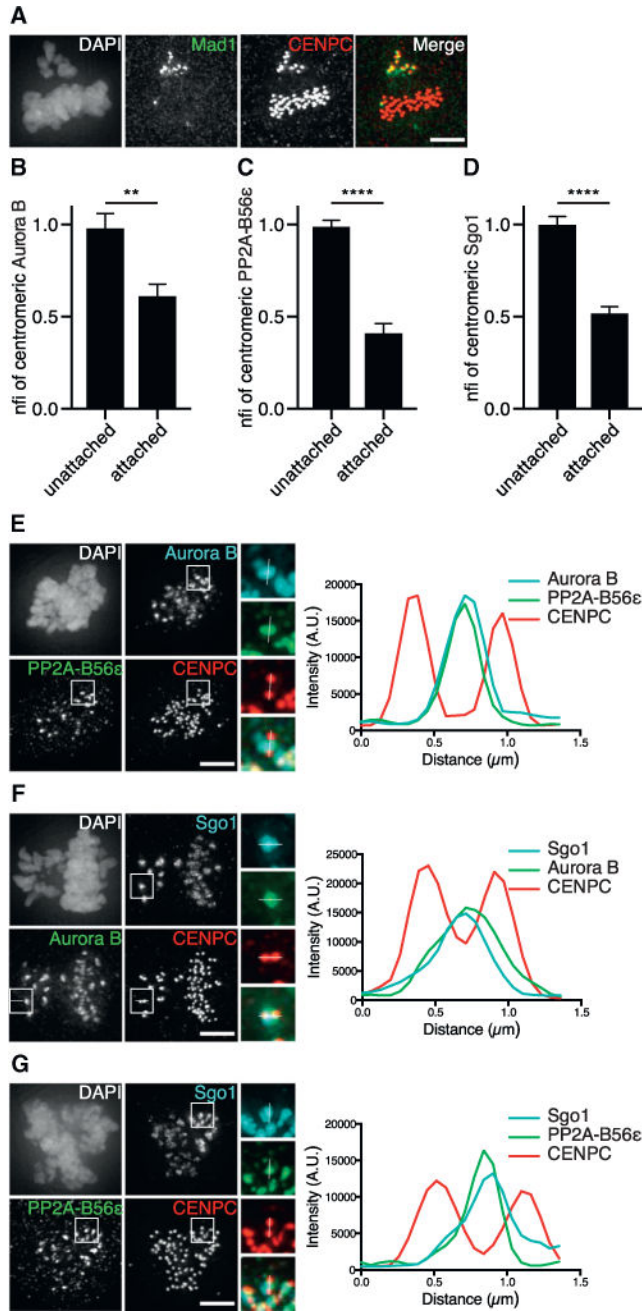 A
DAPI Mad1 CENPC Merge
B C D
** **** ****
nfi of centromeric Aurora B
1.0
0.5
0.0
unattached attached
nfi of centromeric PP2A-B56ε
1.0
0.5
0.0
unattached attached
nfi of centromeric Sgo1
1.0
0.5
0.0
unattached attached
E
DAPI Aurora B
PP2A-B56ε CENPC
Aurora B
PP2A-B56ε
CENPC
Intensity (A.U.)
20000
15000
10000
5000
0
0.0 0.5 1.0 1.5
Distance (µm)
F
DAPI Sgo1
Aurora B CENPC
Sgo1
Aurora B
CENPC
Intensity (A.U.)
25000
20000
15000
10000
5000
0
0.0 0.5 1.0 1.5
Distance (µm)
G
DAPI Sgo1
PP2A-B56ε CENPC
Sgo1
PP2A-B56ε
CENPC
Intensity (A.U.)
20000
15000
10000
5000
0
0.0 0.5 1.0 1.5
Distance (µm)